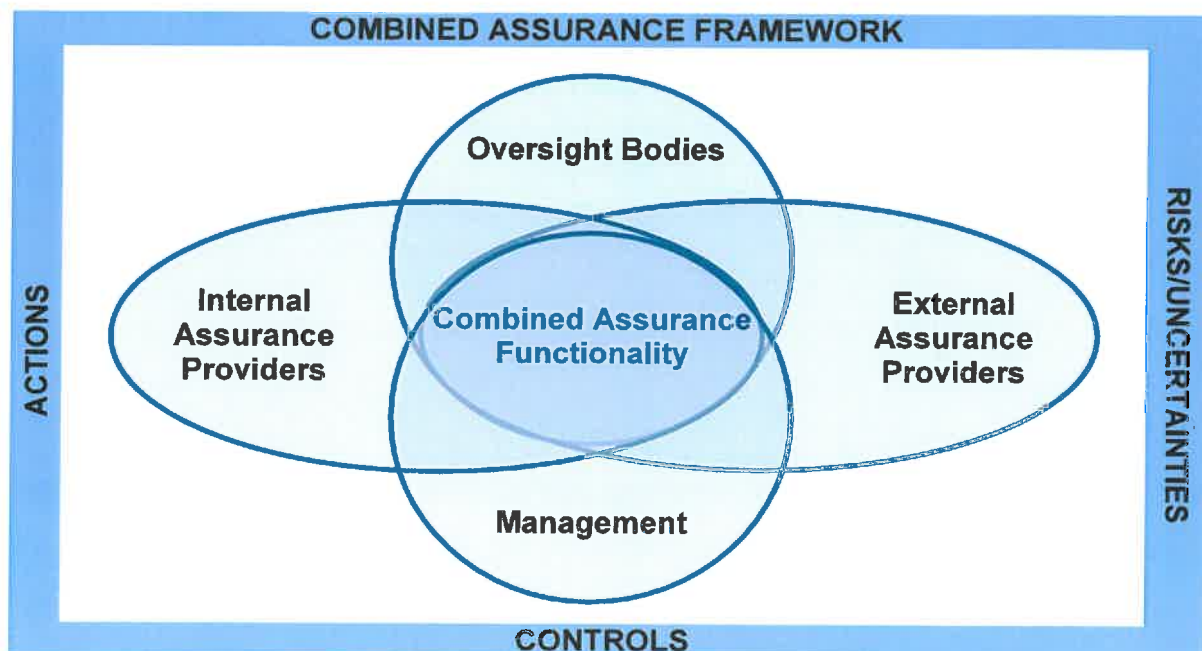 COMBINED ASSURANCE FRAMEWORK
Oversight Bodies
ACTIONS
Internal
Assurance
Providers
Combined Assurance
Functionality
External
Assurance
Providers
RISKS/UNCERTAINTIES
Management
CONTROLS